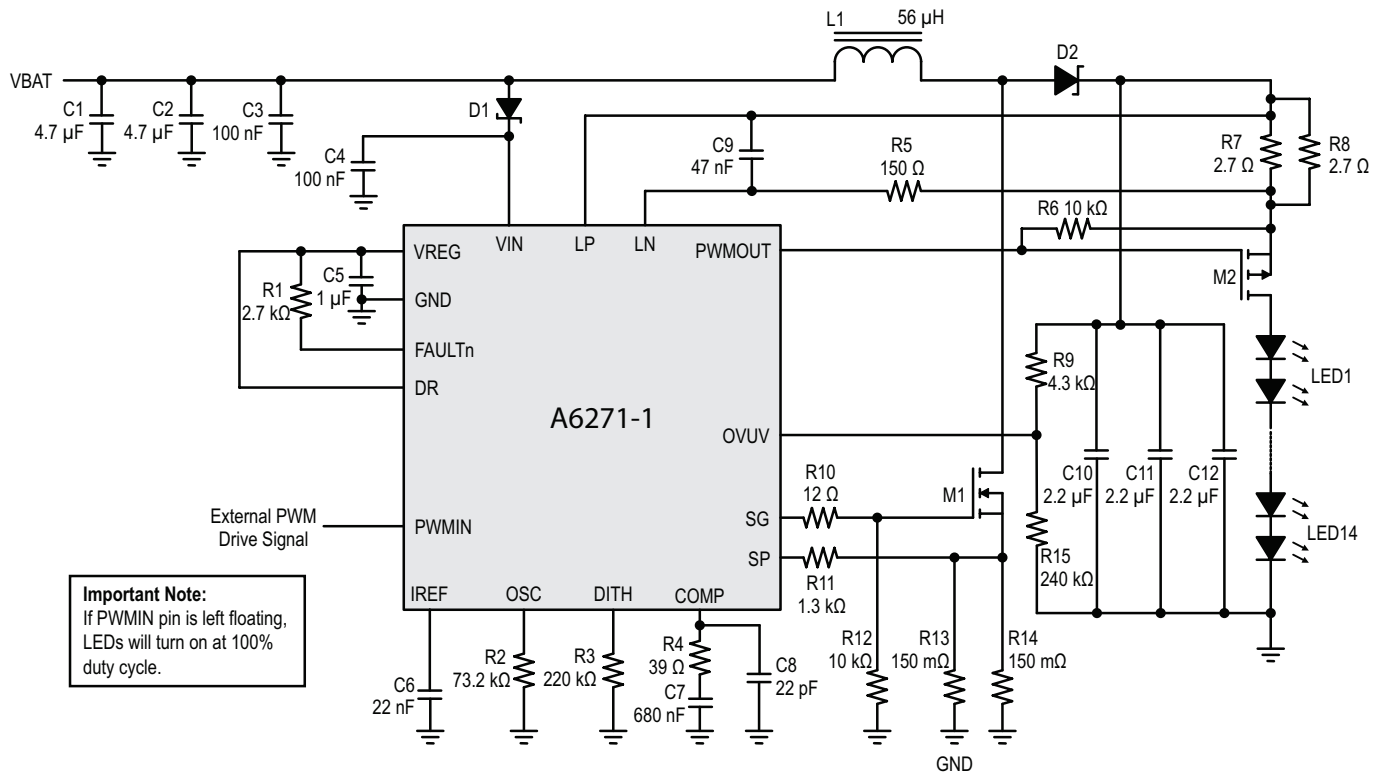 L1 56 µH
D2
VBAT
C1
4.7 µF
C2
4.7 µF
C3
100 nF
D1
C4
100 nF
C9
47 nF
R5
150 Ω
R7
2.7 Ω
R8
2.7 Ω
R6 10 kΩ
VIN
LP
LN
VREG
PWMOUT
C5
1 µF
R1
2.7 kΩ
GND
M2
FAULTn
DR
LED1
R9
4.3 kΩ
A6271-1
OVUV
R10
12 Ω
M1
C10
2.2 µF
C11
2.2 µF
C12
2.2 µF
External PWM
Drive Signal
PWMIN
SG
SP
R11
1.3 kΩ
R15
240 kΩ
LED14
Important Note:
If PWMIN pin is left floating,
LEDs will turn on at 100%
duty cycle.
IREF
OSC
DITH
COMP
C6
22 nF
R2
73.2 kΩ
R3
220 kΩ
R4
39 Ω
C7
680 nF
C8
22 pF
R12
10 kΩ
R13
150 mΩ
R14
150 mΩ
GND